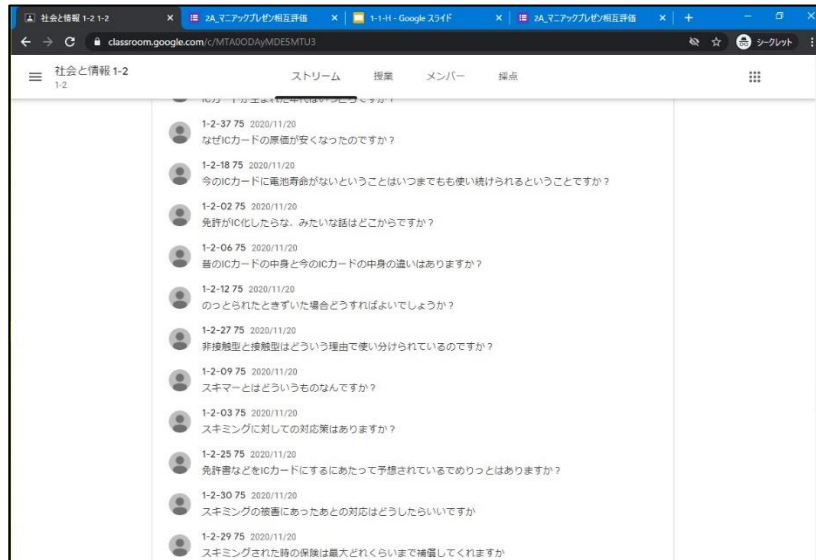 社会と情報 1-2 1-2
2A_マニアックプレゼン相互評価
1-1-H - Google スライド
2A_マニアックプレゼン相互評価
classroom.google.com/c/MTA0ODAyMDE5MTU3
シークレット
社会と情報 1-2
1-2
ストリーム 授業 メンバー 採点
ICカードが生まれた年代はいつごろですか？
1-2-37 75 2020/11/20
なぜICカードの原価が安くなったのですか？
1-2-18 75 2020/11/20
今のICカードに電池寿命がないということはいつまでもも使い続けられるということですか？
1-2-02 75 2020/11/20
免許がIC化したらな、みたいな話はどこからですか？
1-2-06 75 2020/11/20
昔のICカードの中身と今のICカードの中身の違いはありますか？
1-2-12 75 2020/11/20
のっとられたときずいた場合どうすればよいでしょうか？
1-2-27 75 2020/11/20
非接触型と接触型はどういう理由で使い分けられているのですか？
1-2-09 75 2020/11/20
スキマーとはどういうものなんですか？
1-2-03 75 2020/11/20
スキミングに対しての対応策はありますか？
1-2-25 75 2020/11/20
免許書などをICカードにするにあたって予想されているでめりっとはありますか？
1-2-30 75 2020/11/20
スキミングの被害にあったあとの対応はどうしたらいいですか
1-2-29 75 2020/11/20
スキミングされた時の保険は最大どれくらいまで補償してくれますか